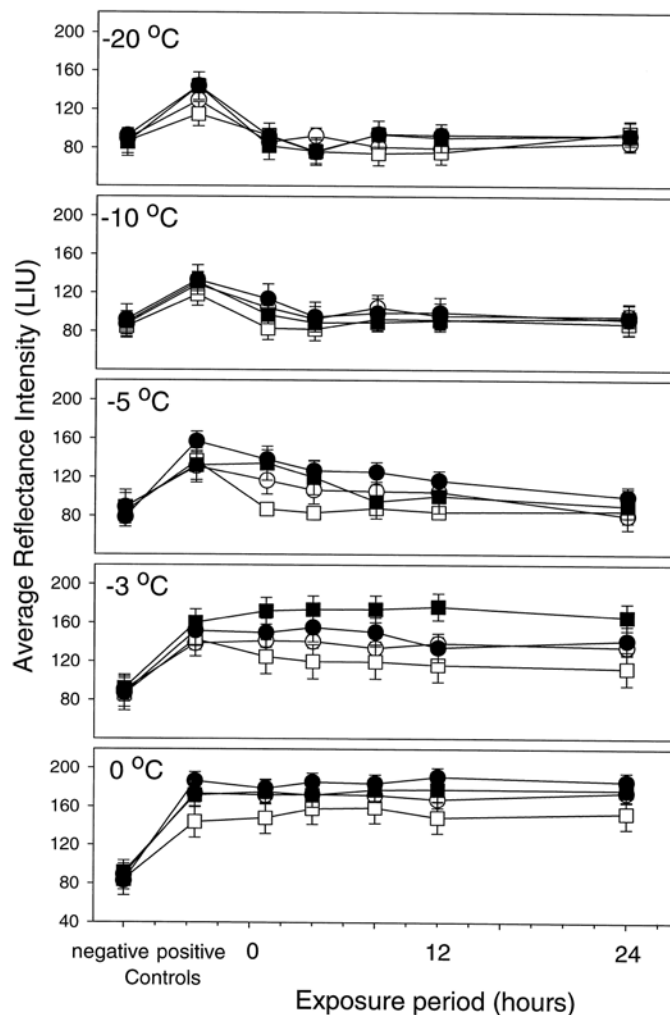 Average Reflectance Intensity (LIU)
-20 °C
200
160
120
80
-10 °C
200
160
120
80
-5 °C
200
160
120
80
-3 °C
200
160
120
80
0 °C
200
160
120
80
40
negative positive 0 12 24
Controls
Exposure period (hours)